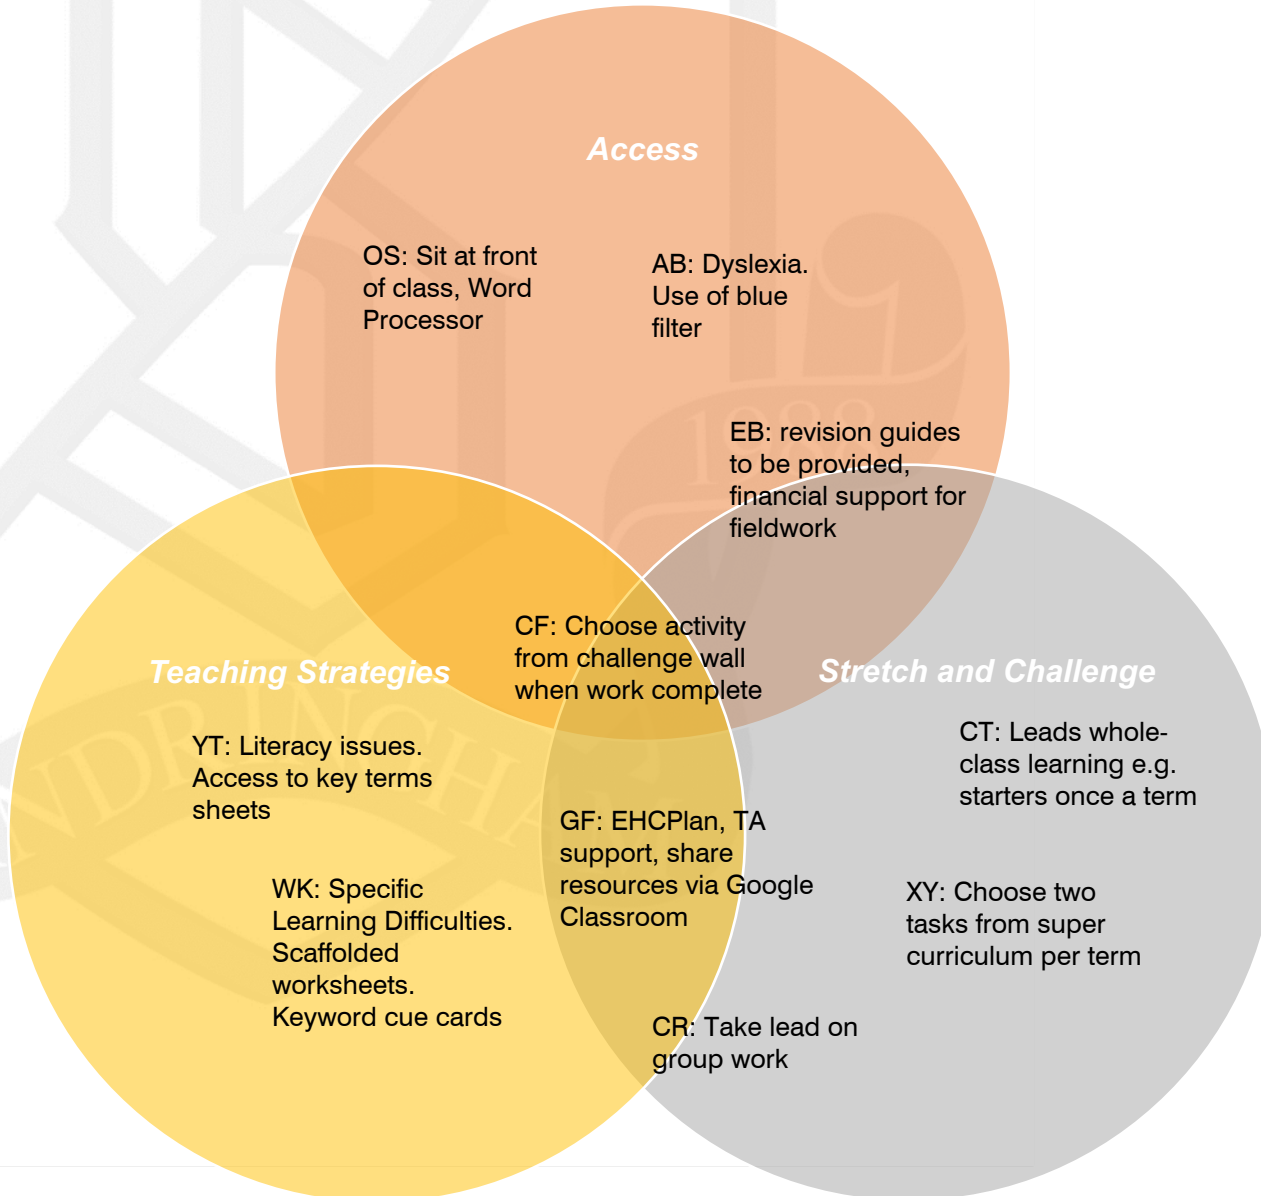 Access
OS: Sit at front
of class, Word
Processor
AB: Dyslexia.
Use of blue
filter
1988
EB: revision guides
to be provided,
financial support for
fieldwork
CF: Choose activity
from challenge wall
when work complete
Teaching Strategies
Stretch and Challenge
YT: Literacy issues.
Access to key terms
sheets
CT: Leads whole-
class learning e.g.
starters once a term
GF: EHCPlan, TA
support, share
resources via Google
Classroom
WK: Specific
Learning Difficulties.
Scaffolded
worksheets.
Keyword cue cards
XY: Choose two
tasks from super
curriculum per term
CR: Take lead on
group work
NDRINGHAM